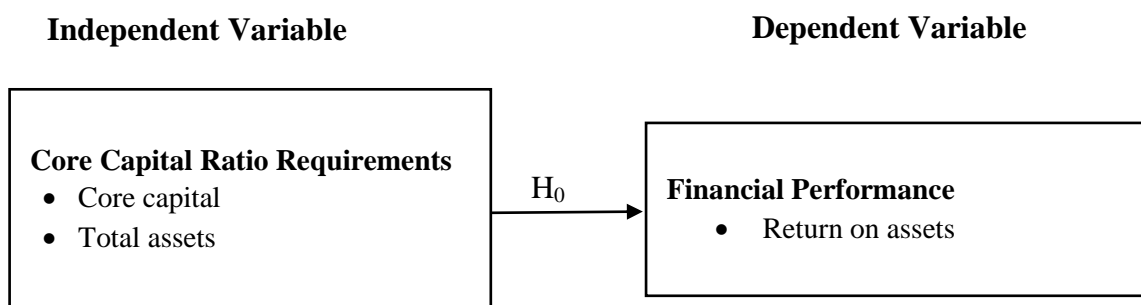 Independent Variable
Dependent Variable
Core Capital Ratio Requirements
• Core capital
• Total assets
H₀
Financial Performance
• Return on assets